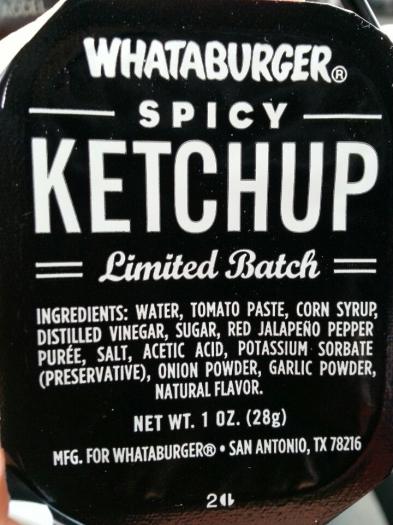 WHATABURGER®
SPICY
KETCHUP
Limited Batch
INGREDIENTS: WATER, TOMATO PASTE, CORN SYRUP,
DISTILLED VINEGAR, SUGAR, RED JALAPEÑO PEPPER
PURÉE, SALT, ACETIC ACID, POTASSIUM SORBATE
(PRESERVATIVE), ONION POWDER, GARLIC POWDER,
NATURAL FLAVOR.
NET WT. 1 OZ. (28g)
MFG. FOR WHATABURGER® • SAN ANTONIO, TX 78216
2